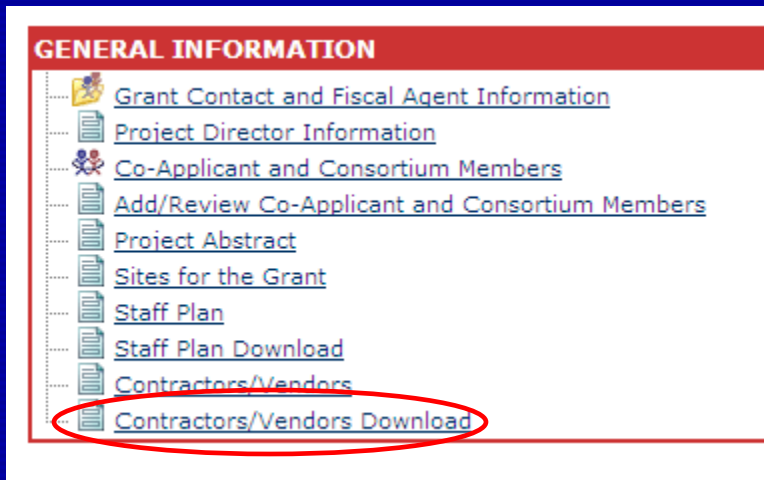 GENERAL INFORMATION
Grant Contact and Fiscal Agent Information
Project Director Information
Co-Applicant and Consortium Members
Add/Review Co-Applicant and Consortium Members
Project Abstract
Sites for the Grant
Staff Plan
Staff Plan Download
Contractors/Vendors
Contractors/Vendors Download